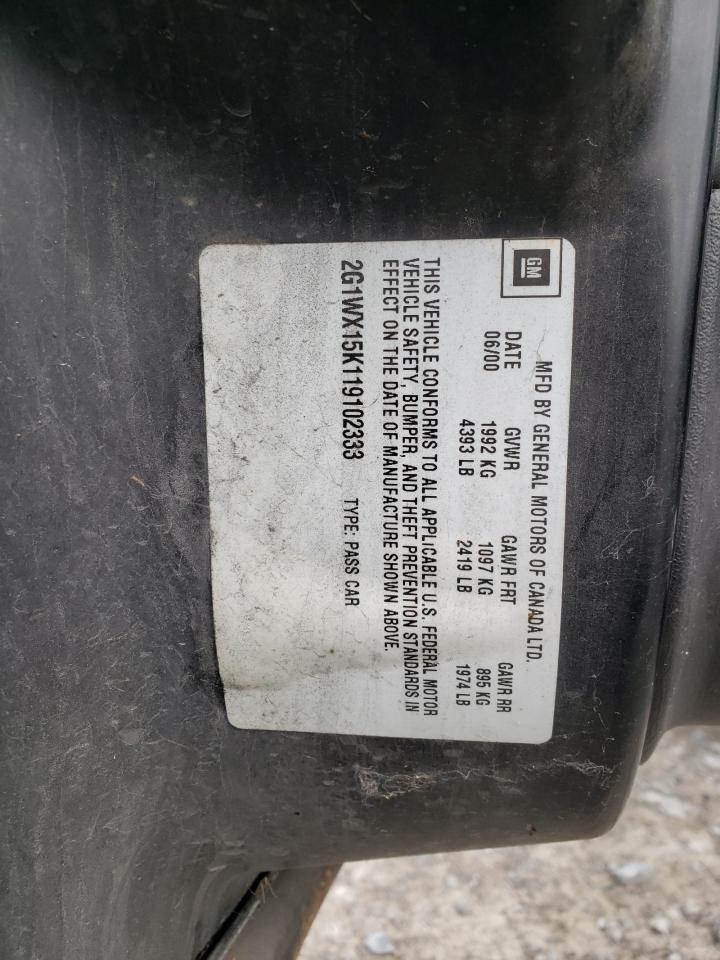 GM
MFD BY GENERAL MOTORS OF CANADA LTD.
DATE GVWR GAWR FRT GAWR RR
06/00 1992 KG 1097 KG 895 KG
4393 LB 2419 LB 1974 LB
THIS VEHICLE CONFORMS TO ALL APPLICABLE U.S. FEDERAL MOTOR
VEHICLE SAFETY, BUMPER, AND THEFT PREVENTION STANDARDS IN
EFFECT ON THE DATE OF MANUFACTURE SHOWN ABOVE.
2G1WX15K119102333 TYPE: PASS CAR